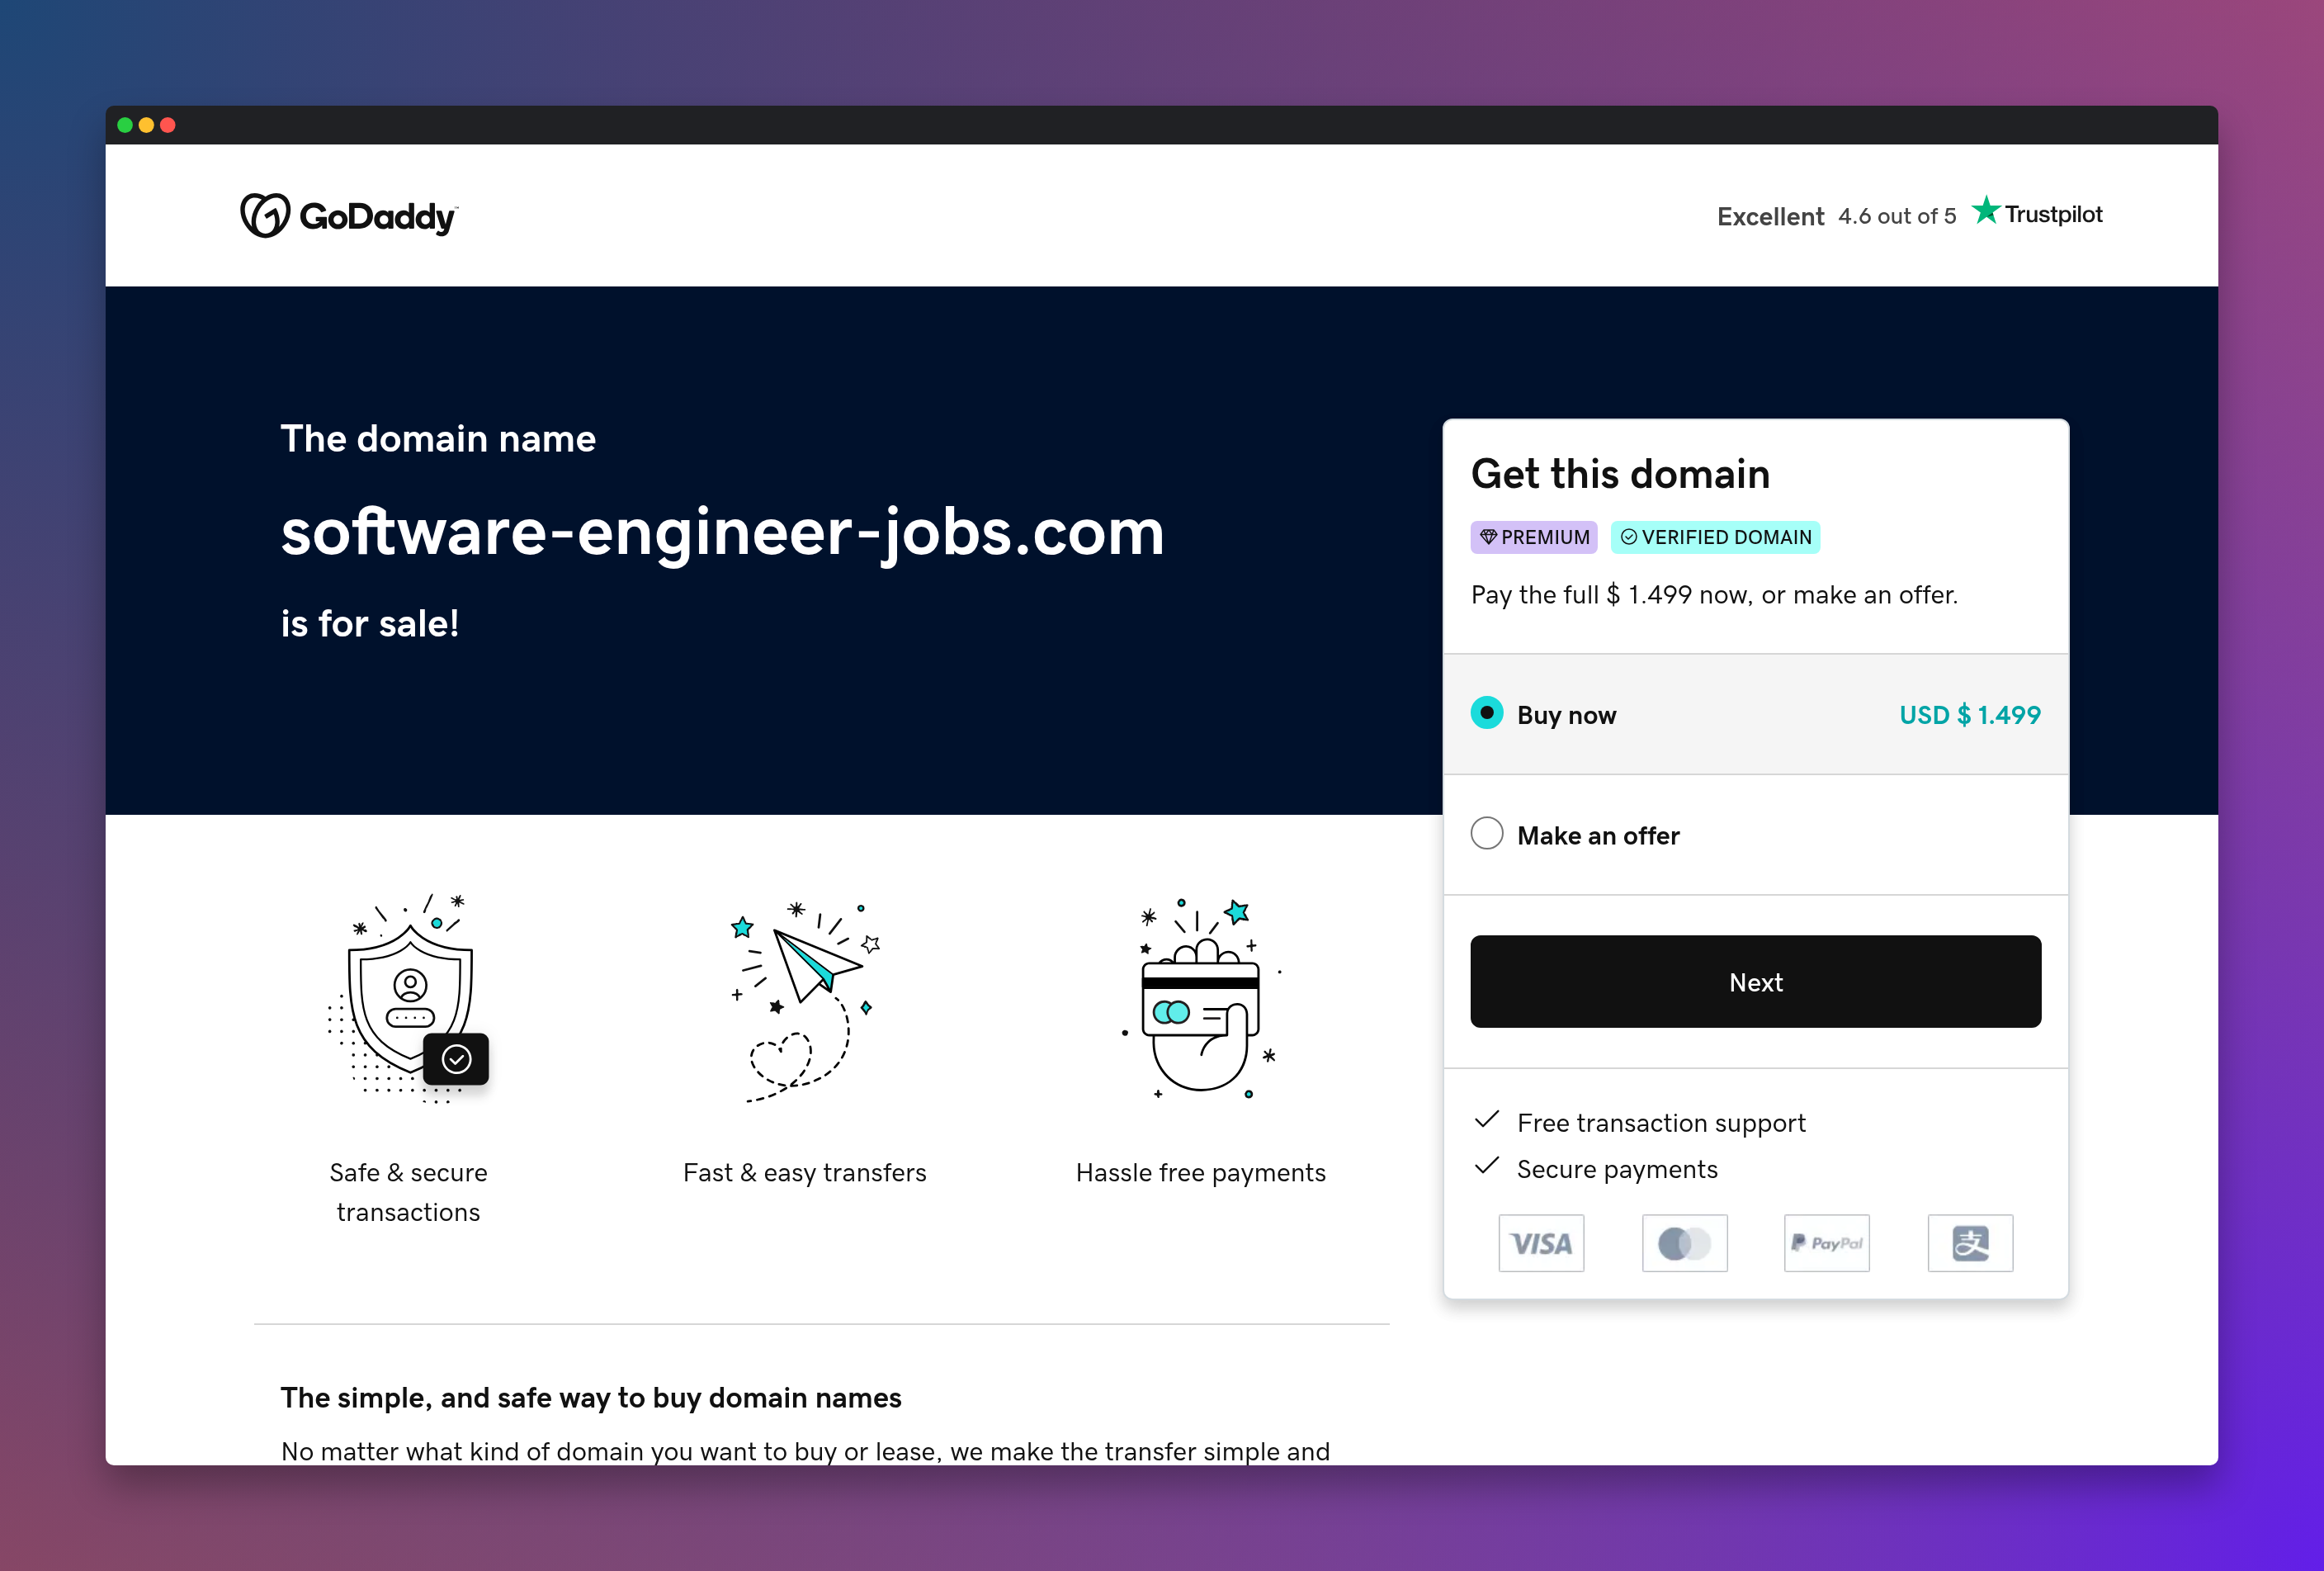 GoDaddy™
Excellent 4.6 out of 5 Trustpilot
The domain name
software-engineer-jobs.com
is for sale!
Get this domain
PREMIUM VERIFIED DOMAIN
Pay the full $ 1.499 now, or make an offer.
Buy now USD $ 1.499
Make an offer
Next
Free transaction support
Secure payments
VISA PayPal 支
Safe & secure
transactions
Fast & easy transfers
Hassle free payments
The simple, and safe way to buy domain names
No matter what kind of domain you want to buy or lease, we make the transfer simple and